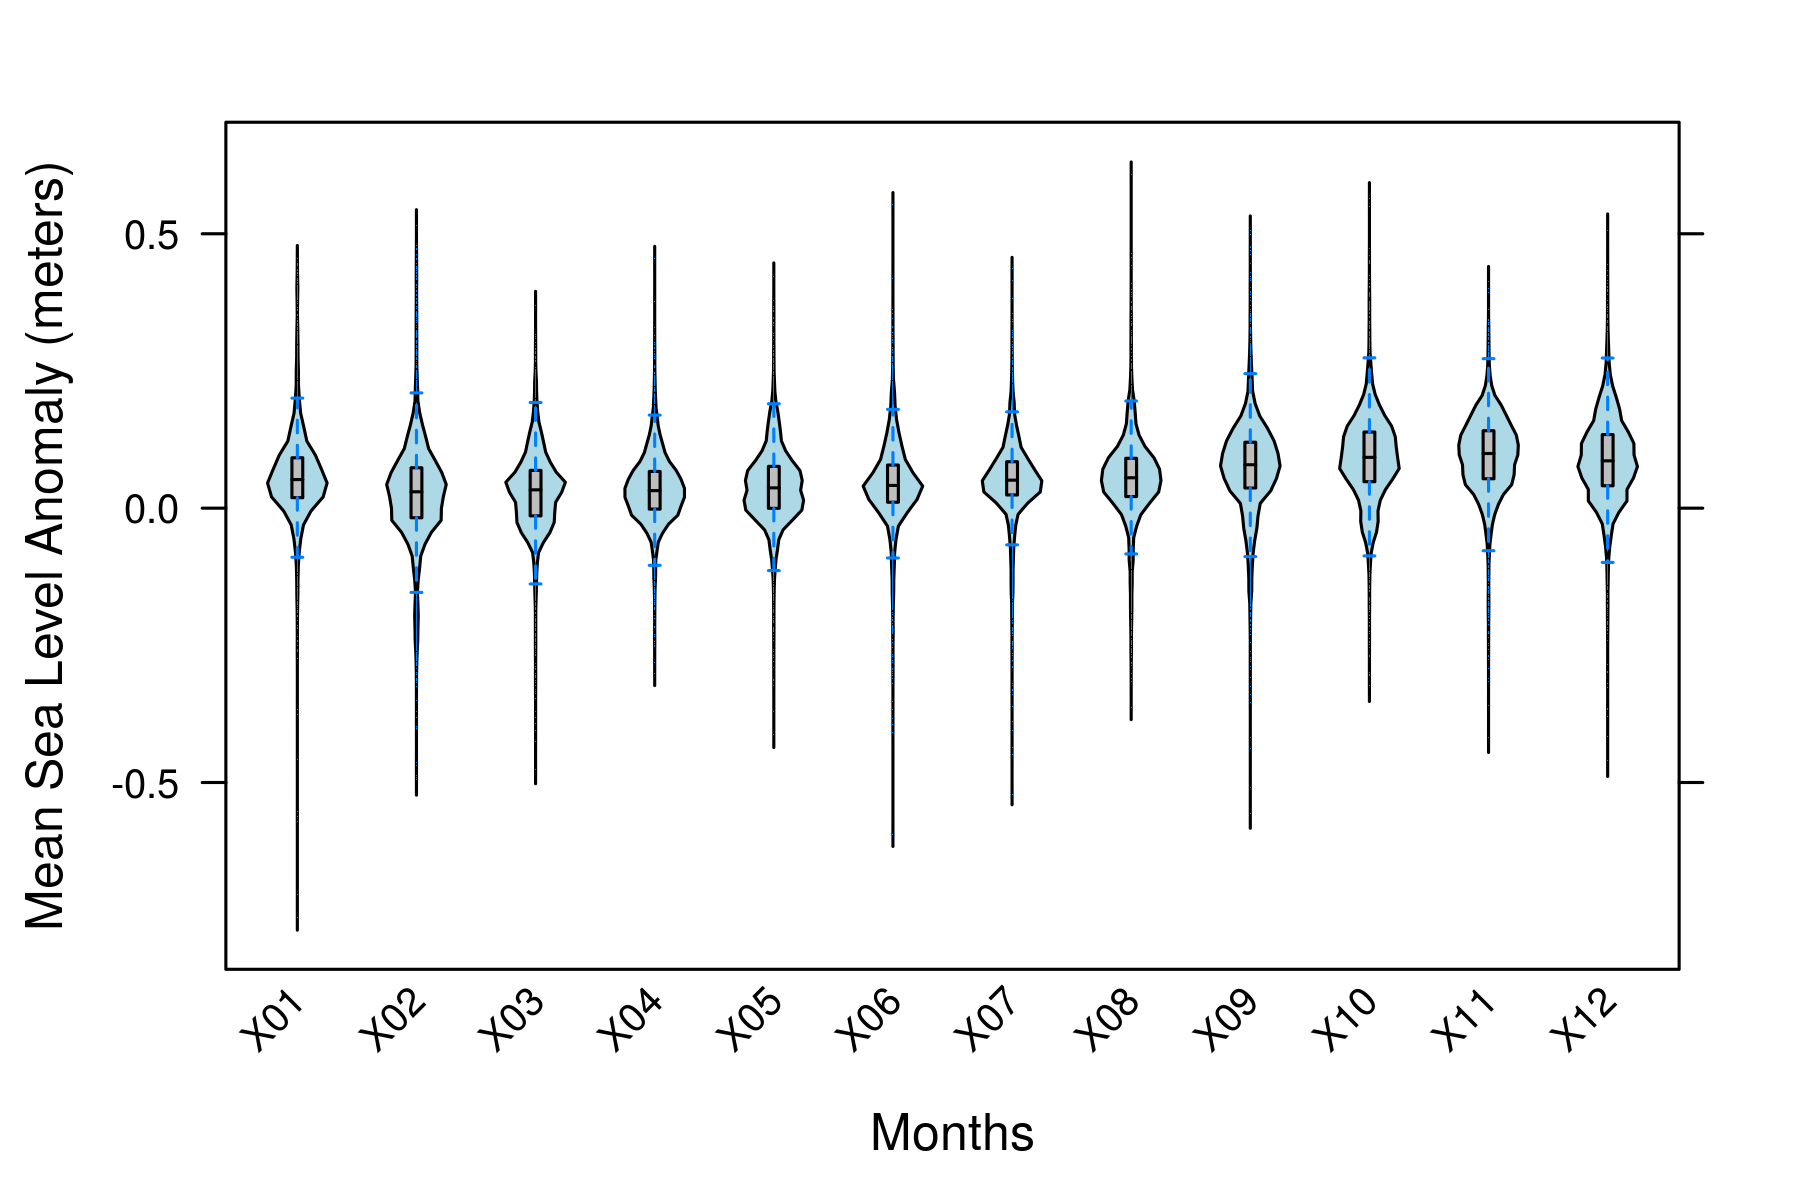 Mean Sea Level Anomaly (meters)
0.5
0.0
-0.5
X01 X02 X03 X04 X05 X06 X07 X08 X09 X10 X11 X12
Months